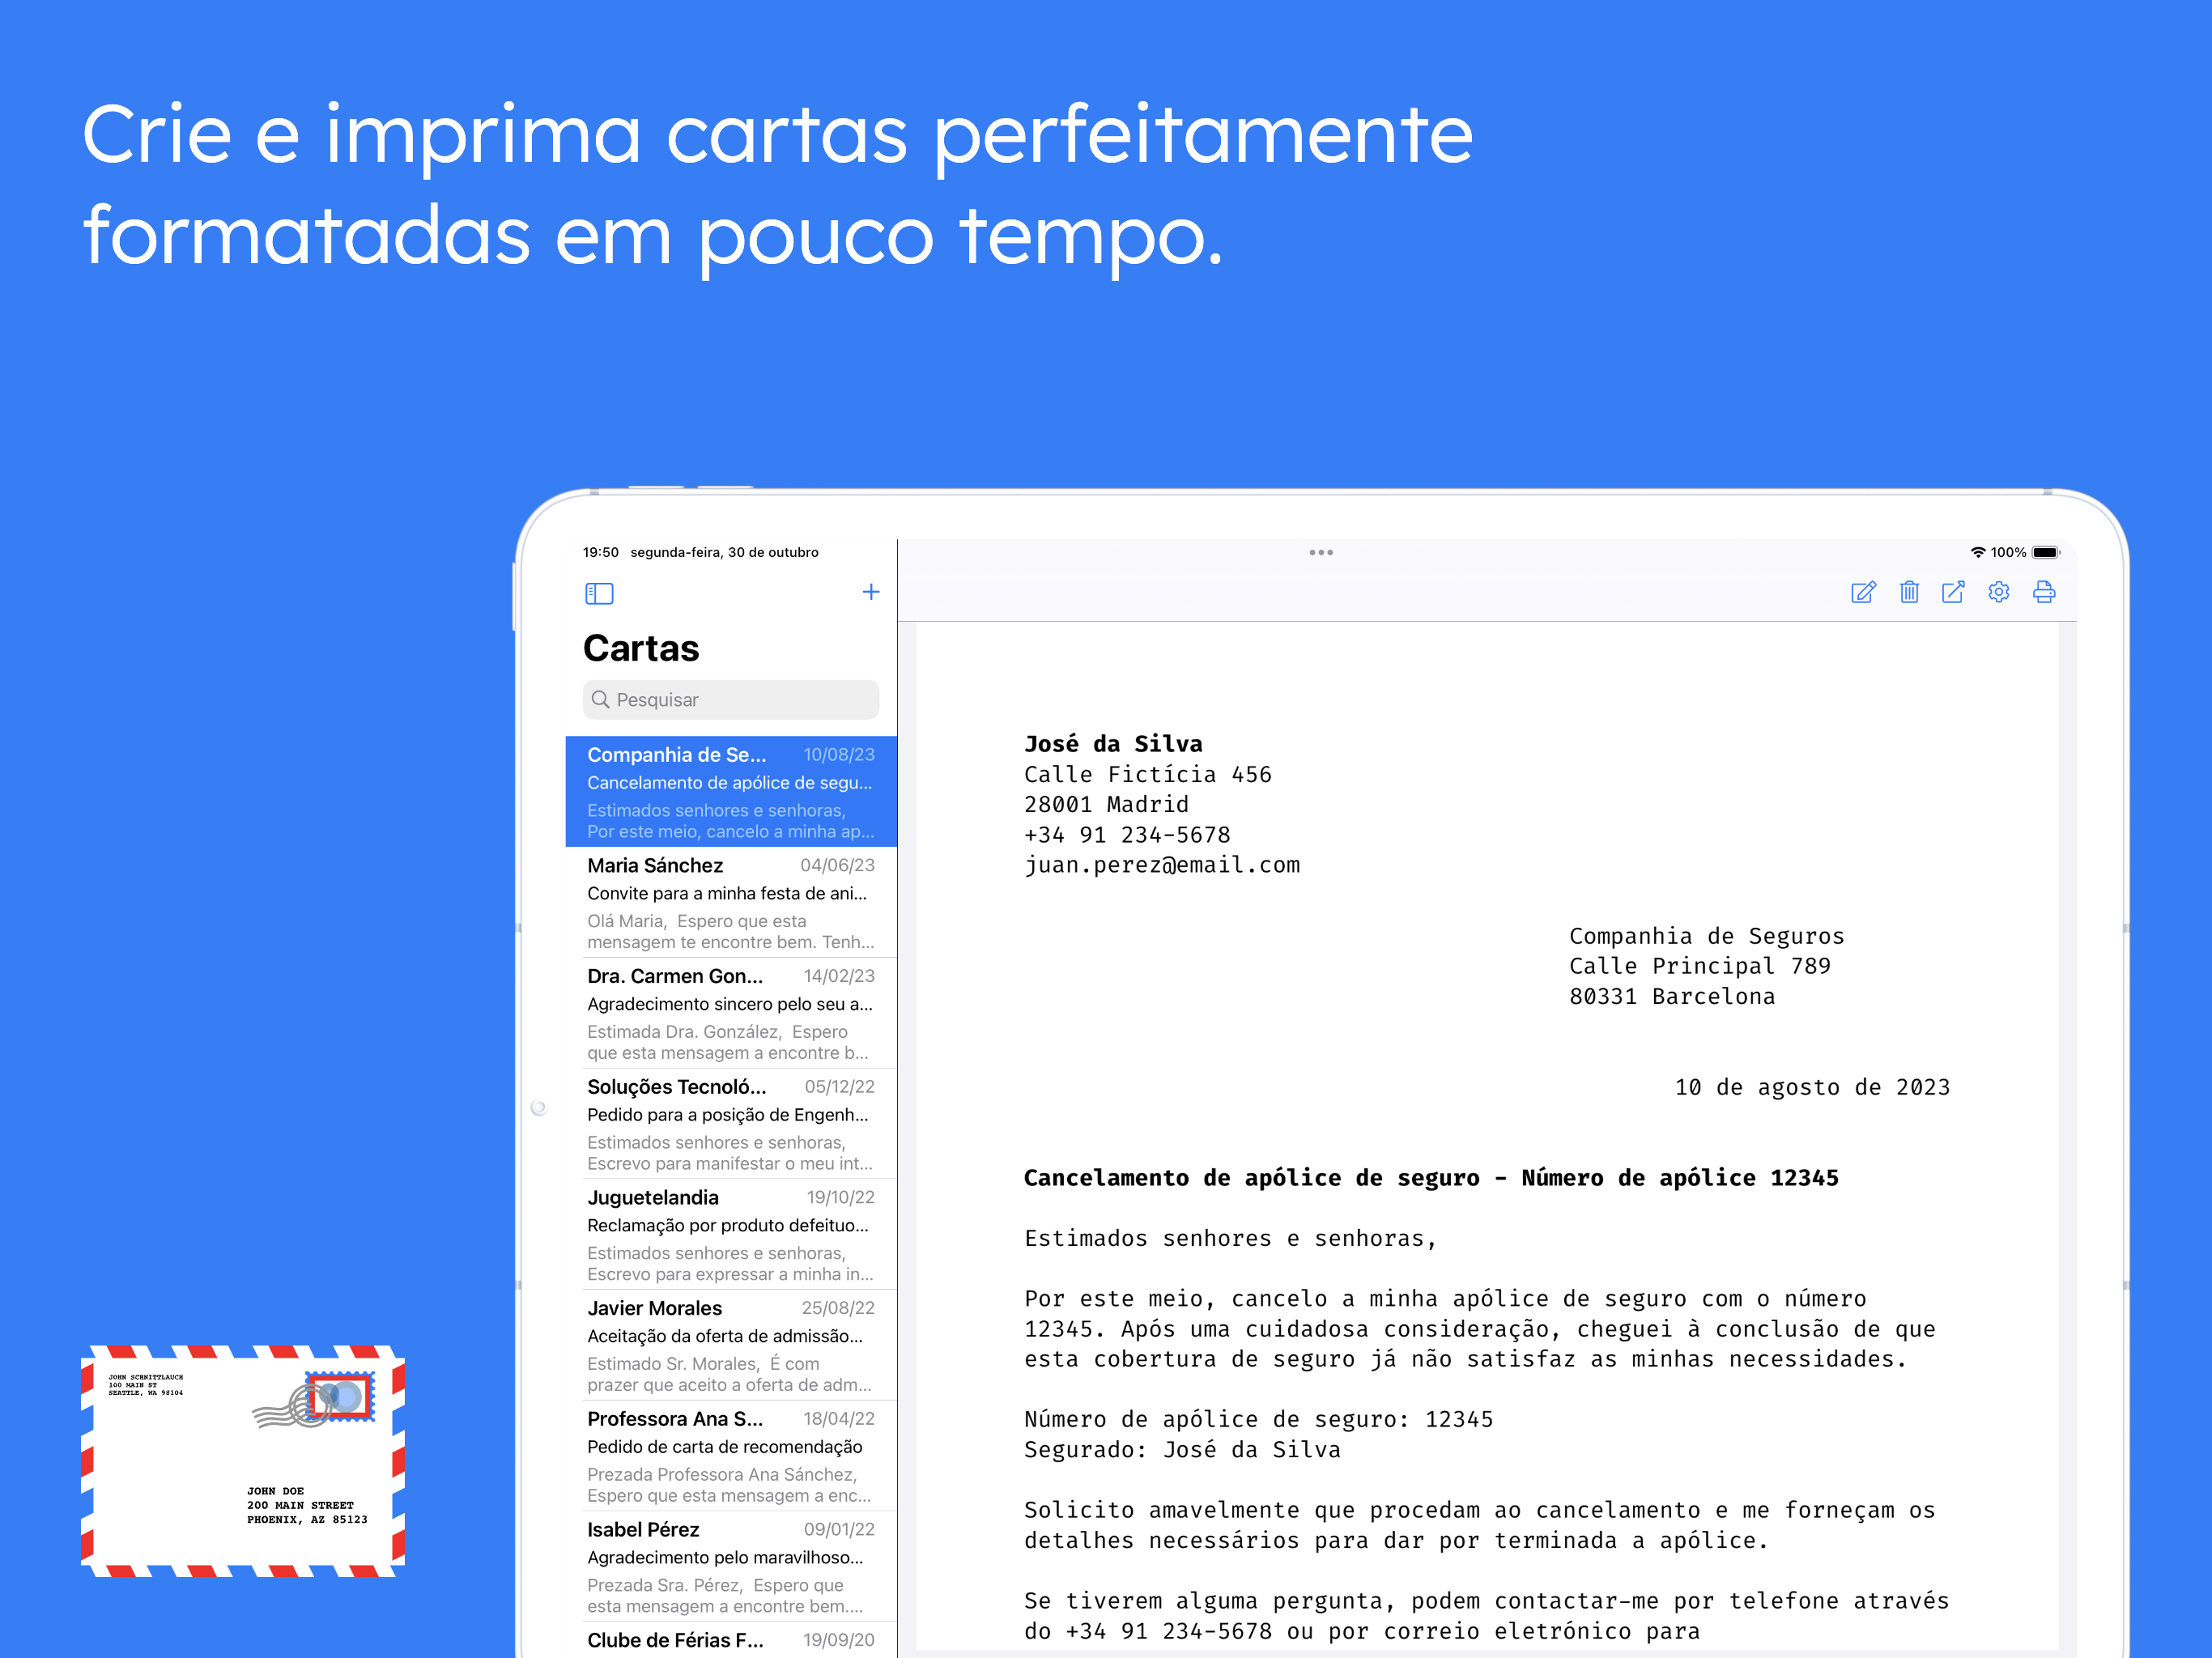 Crie e imprima cartas perfeitamente
formatadas em pouco tempo.
19:50 segunda-feira, 30 de outubro
100%
Cartas
Pesquisar
Companhia de Se... 10/08/23
Cancelamento de apólice de segu...
Estimados senhores e senhoras,
Por este meio, cancelo a minha ap...
Maria Sánchez 04/06/23
Convite para a minha festa de ani...
Olá Maria, Espero que esta
mensagem te encontre bem. Tenh...
Dra. Carmen Gon... 14/02/23
Agradecimento sincero pelo seu a...
Estimada Dra. González, Espero
que esta mensagem a encontre b...
Soluções Tecnoló... 05/12/22
Pedido para a posição de Engenh...
Estimados senhores e senhoras,
Escrevo para manifestar o meu int...
Juguetelandia 19/10/22
Reclamação por produto defeituo...
Estimados senhores e senhoras,
Escrevo para expressar a minha in...
Javier Morales 25/08/22
Aceitação da oferta de admissão...
Estimado Sr. Morales, É com
prazer que aceito a oferta de adm...
Professora Ana S... 18/04/22
Pedido de carta de recomendação
Prezada Professora Ana Sánchez,
Espero que esta mensagem a enc...
Isabel Pérez 09/01/22
Agradecimento pelo maravilhoso...
Prezada Sra. Pérez, Espero que
esta mensagem a encontre bem....
Clube de Férias F... 19/09/20
José da Silva
Calle Fictícia 456
28001 Madrid
+34 91 234-5678
juan.perez@email.com
Companhia de Seguros
Calle Principal 789
80331 Barcelona
10 de agosto de 2023
Cancelamento de apólice de seguro - Número de apólice 12345
Estimados senhores e senhoras,
Por este meio, cancelo a minha apólice de seguro com o número
12345. Após uma cuidadosa consideração, cheguei à conclusão de que
esta cobertura de seguro já não satisfaz as minhas necessidades.
Número de apólice de seguro: 12345
Segurado: José da Silva
Solicito amavelmente que procedam ao cancelamento e me forneçam os
detalhes necessários para dar por terminada a apólice.
Se tiverem alguma pergunta, podem contactar-me por telefone através
do +34 91 234-5678 ou por correio eletrónico para
JOHN SCHNITTLAUCH
100 MAIN ST
SEATTLE, WA 98104
JOHN DOE
200 MAIN STREET
PHOENIX, AZ 85123